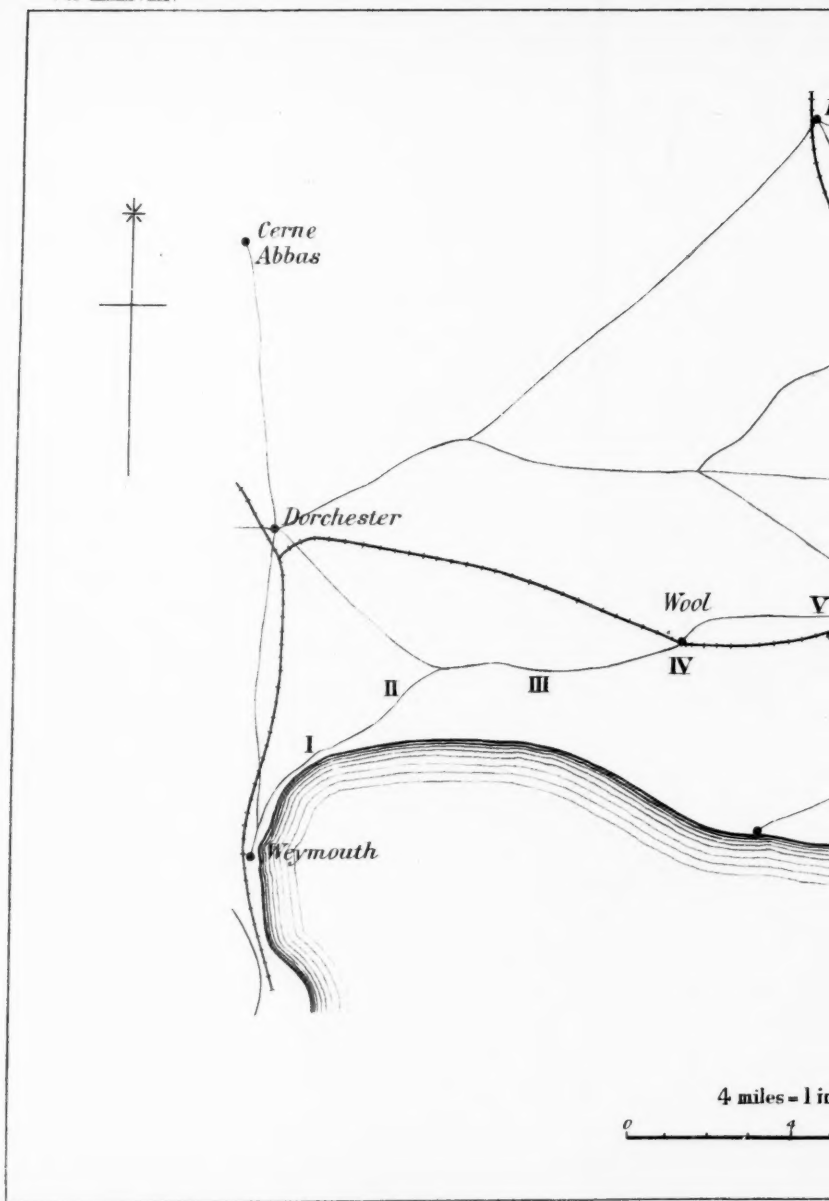 Cerne
Abbas
Dorchester
Wool
V
IV
III
II
I
Weymouth
4 miles = 1
0 4